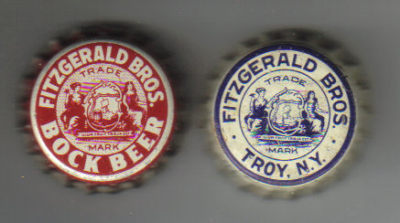 FITZGERALD BROS.
TRADE
MARK
BOCK BEER
FITZGERALD BROS
TRADE
MARK
TROY, N.Y.